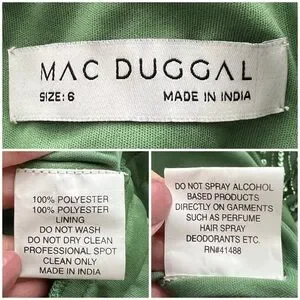 MAC DUGGAL
SIZE: 6 MADE IN INDIA
100% POLYESTER
100% POLYESTER
LINING
DO NOT WASH
DO NOT DRY CLEAN
PROFESSIONAL SPOT
CLEAN ONLY
MADE IN INDIA
DO NOT SPRAY ALCOHOL
BASED PRODUCTS
DIRECTLY ON GARMENTS
SUCH AS PERFUME
HAIR SPRAY
DEODORANTS ETC.
RN#41488